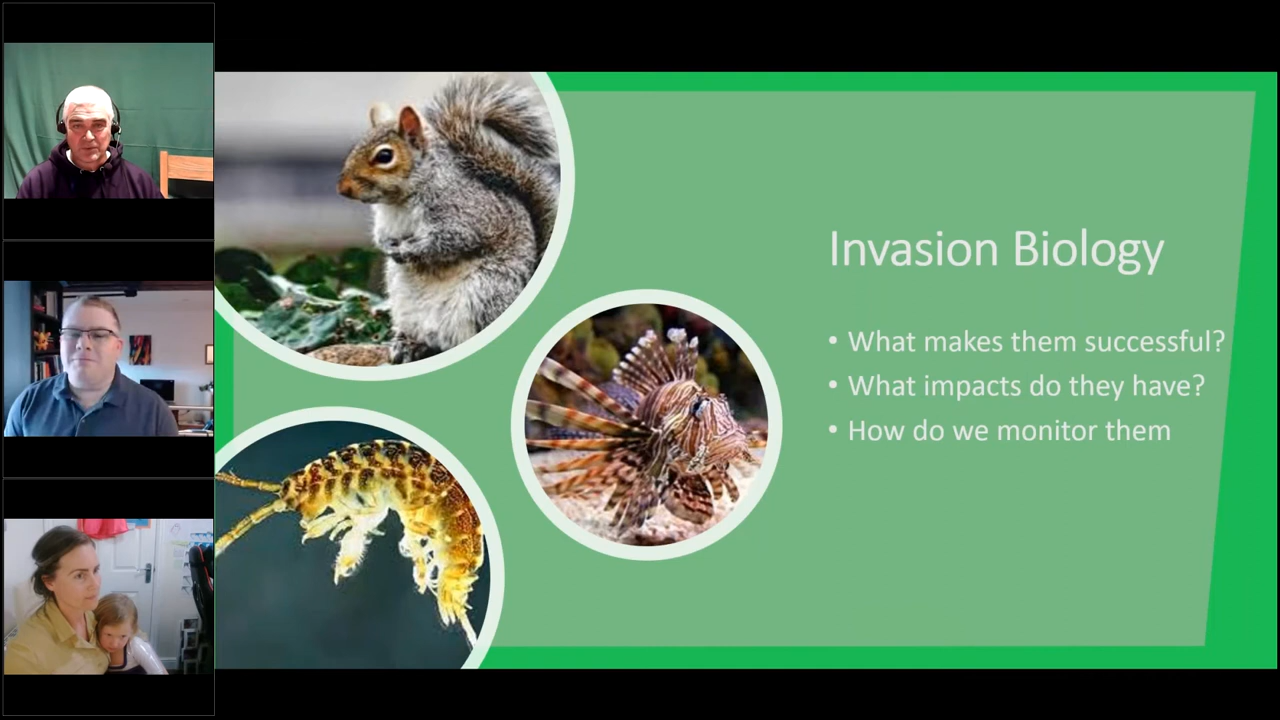 Invasion Biology
• What makes them successful?
• What impacts do they have?
• How do we monitor them